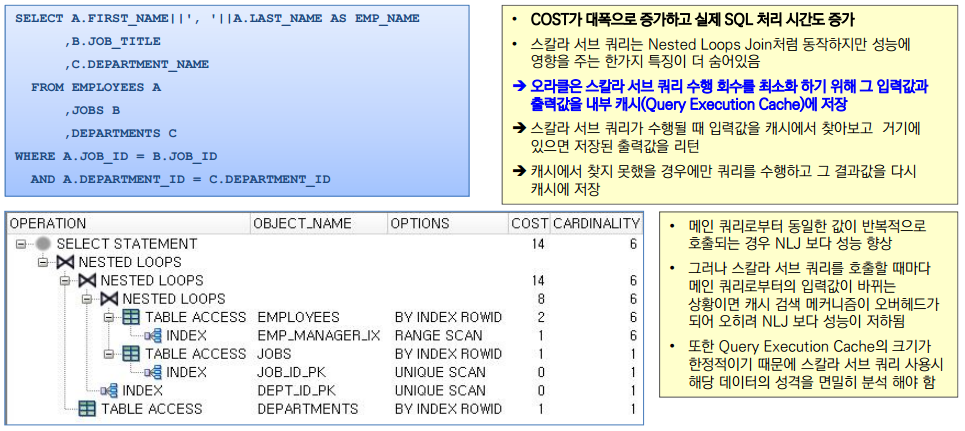 SELECT A.FIRST_NAME||', '||A.LAST_NAME AS EMP_NAME
,B.JOB_TITLE
,C.DEPARTMENT_NAME
FROM EMPLOYEES A
,JOBS B
,DEPARTMENTS C
WHERE A.JOB_ID = B.JOB_ID
AND A.DEPARTMENT_ID = C.DEPARTMENT_ID
• COST가 대폭으로 증가하고 실제 SQL 처리 시간도 증가
• 스칼라 서브 쿼리는 Nested Loops Join처럼 동작하지만 성능에
영향을 주는 한가지 특징이 더 숨어있음
➔ 오라클은 스칼라 서브 쿼리 수행 회수를 최소화 하기 위해 그 입력값과
출력값을 내부 캐시(Query Execution Cache)에 저장
➔ 스칼라 서브 쿼리가 수행될 때 입력값을 캐시에서 찾아보고 거기에
있으면 저장된 출력값을 리턴
➔ 캐시에서 찾지 못했을 경우에만 쿼리를 수행하고 그 결과값을 다시
캐시에 저장
OPERATION OBJECT_NAME OPTIONS COST CARDINALITY
SELECT STATEMENT 14 6
NESTED LOOPS
NESTED LOOPS 14 6
NESTED LOOPS 8 6
TABLE ACCESS EMPLOYEES BY INDEX ROWID 2 6
INDEX EMP_MANAGER_IX RANGE SCAN 1 6
TABLE ACCESS JOBS BY INDEX ROWID 1 1
INDEX JOB_ID_PK UNIQUE SCAN 0 1
INDEX DEPT_ID_PK UNIQUE SCAN 0 1
TABLE ACCESS DEPARTMENTS BY INDEX ROWID 1 1
• 메인 쿼리로부터 동일한 값이 반복적으로
호출되는 경우 NLJ 보다 성능 향상
• 그러나 스칼라 서브 쿼리를 호출할 때마다
메인 쿼리로부터의 입력값이 바뀌는
상황이면 캐시 검색 메커니즘이 오버헤드가
되어 오히려 NLJ 보다 성능이 저하됨
• 또한 Query Execution Cache의 크기가
한정적이기 때문에 스칼라 서브 쿼리 사용시
해당 데이터의 성격을 면밀히 분석 해야 함